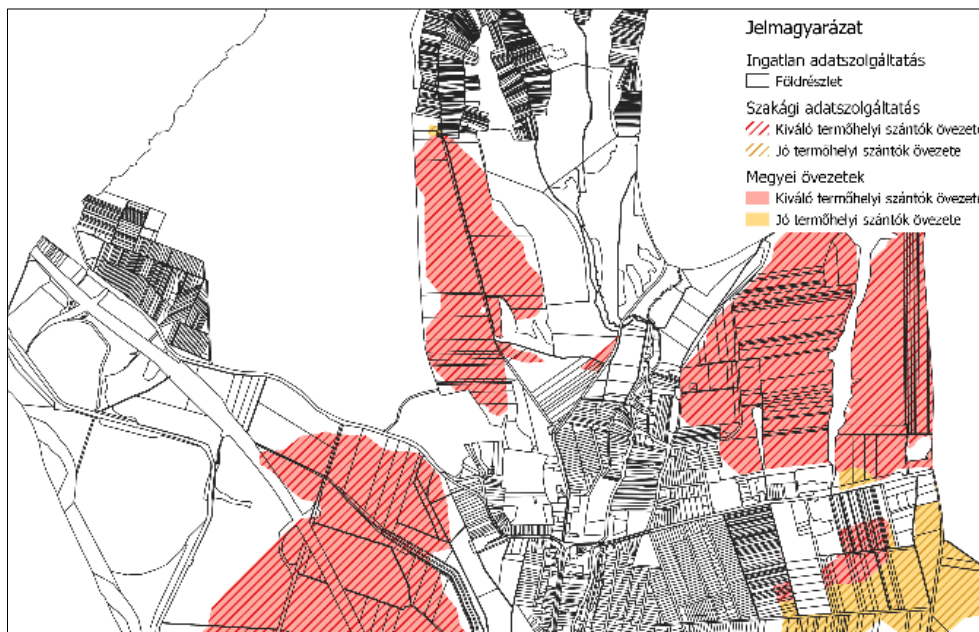 Jelmagyarázat
Ingatlan adatszolgáltatás
Földrészlet
Szakági adatszolgáltatás
Kiváló termőhelyi szántók övezete
Jó termőhelyi szántók övezete
Megyei övezetek
Kiváló termőhelyi szántók övezete
Jó termőhelyi szántók övezete